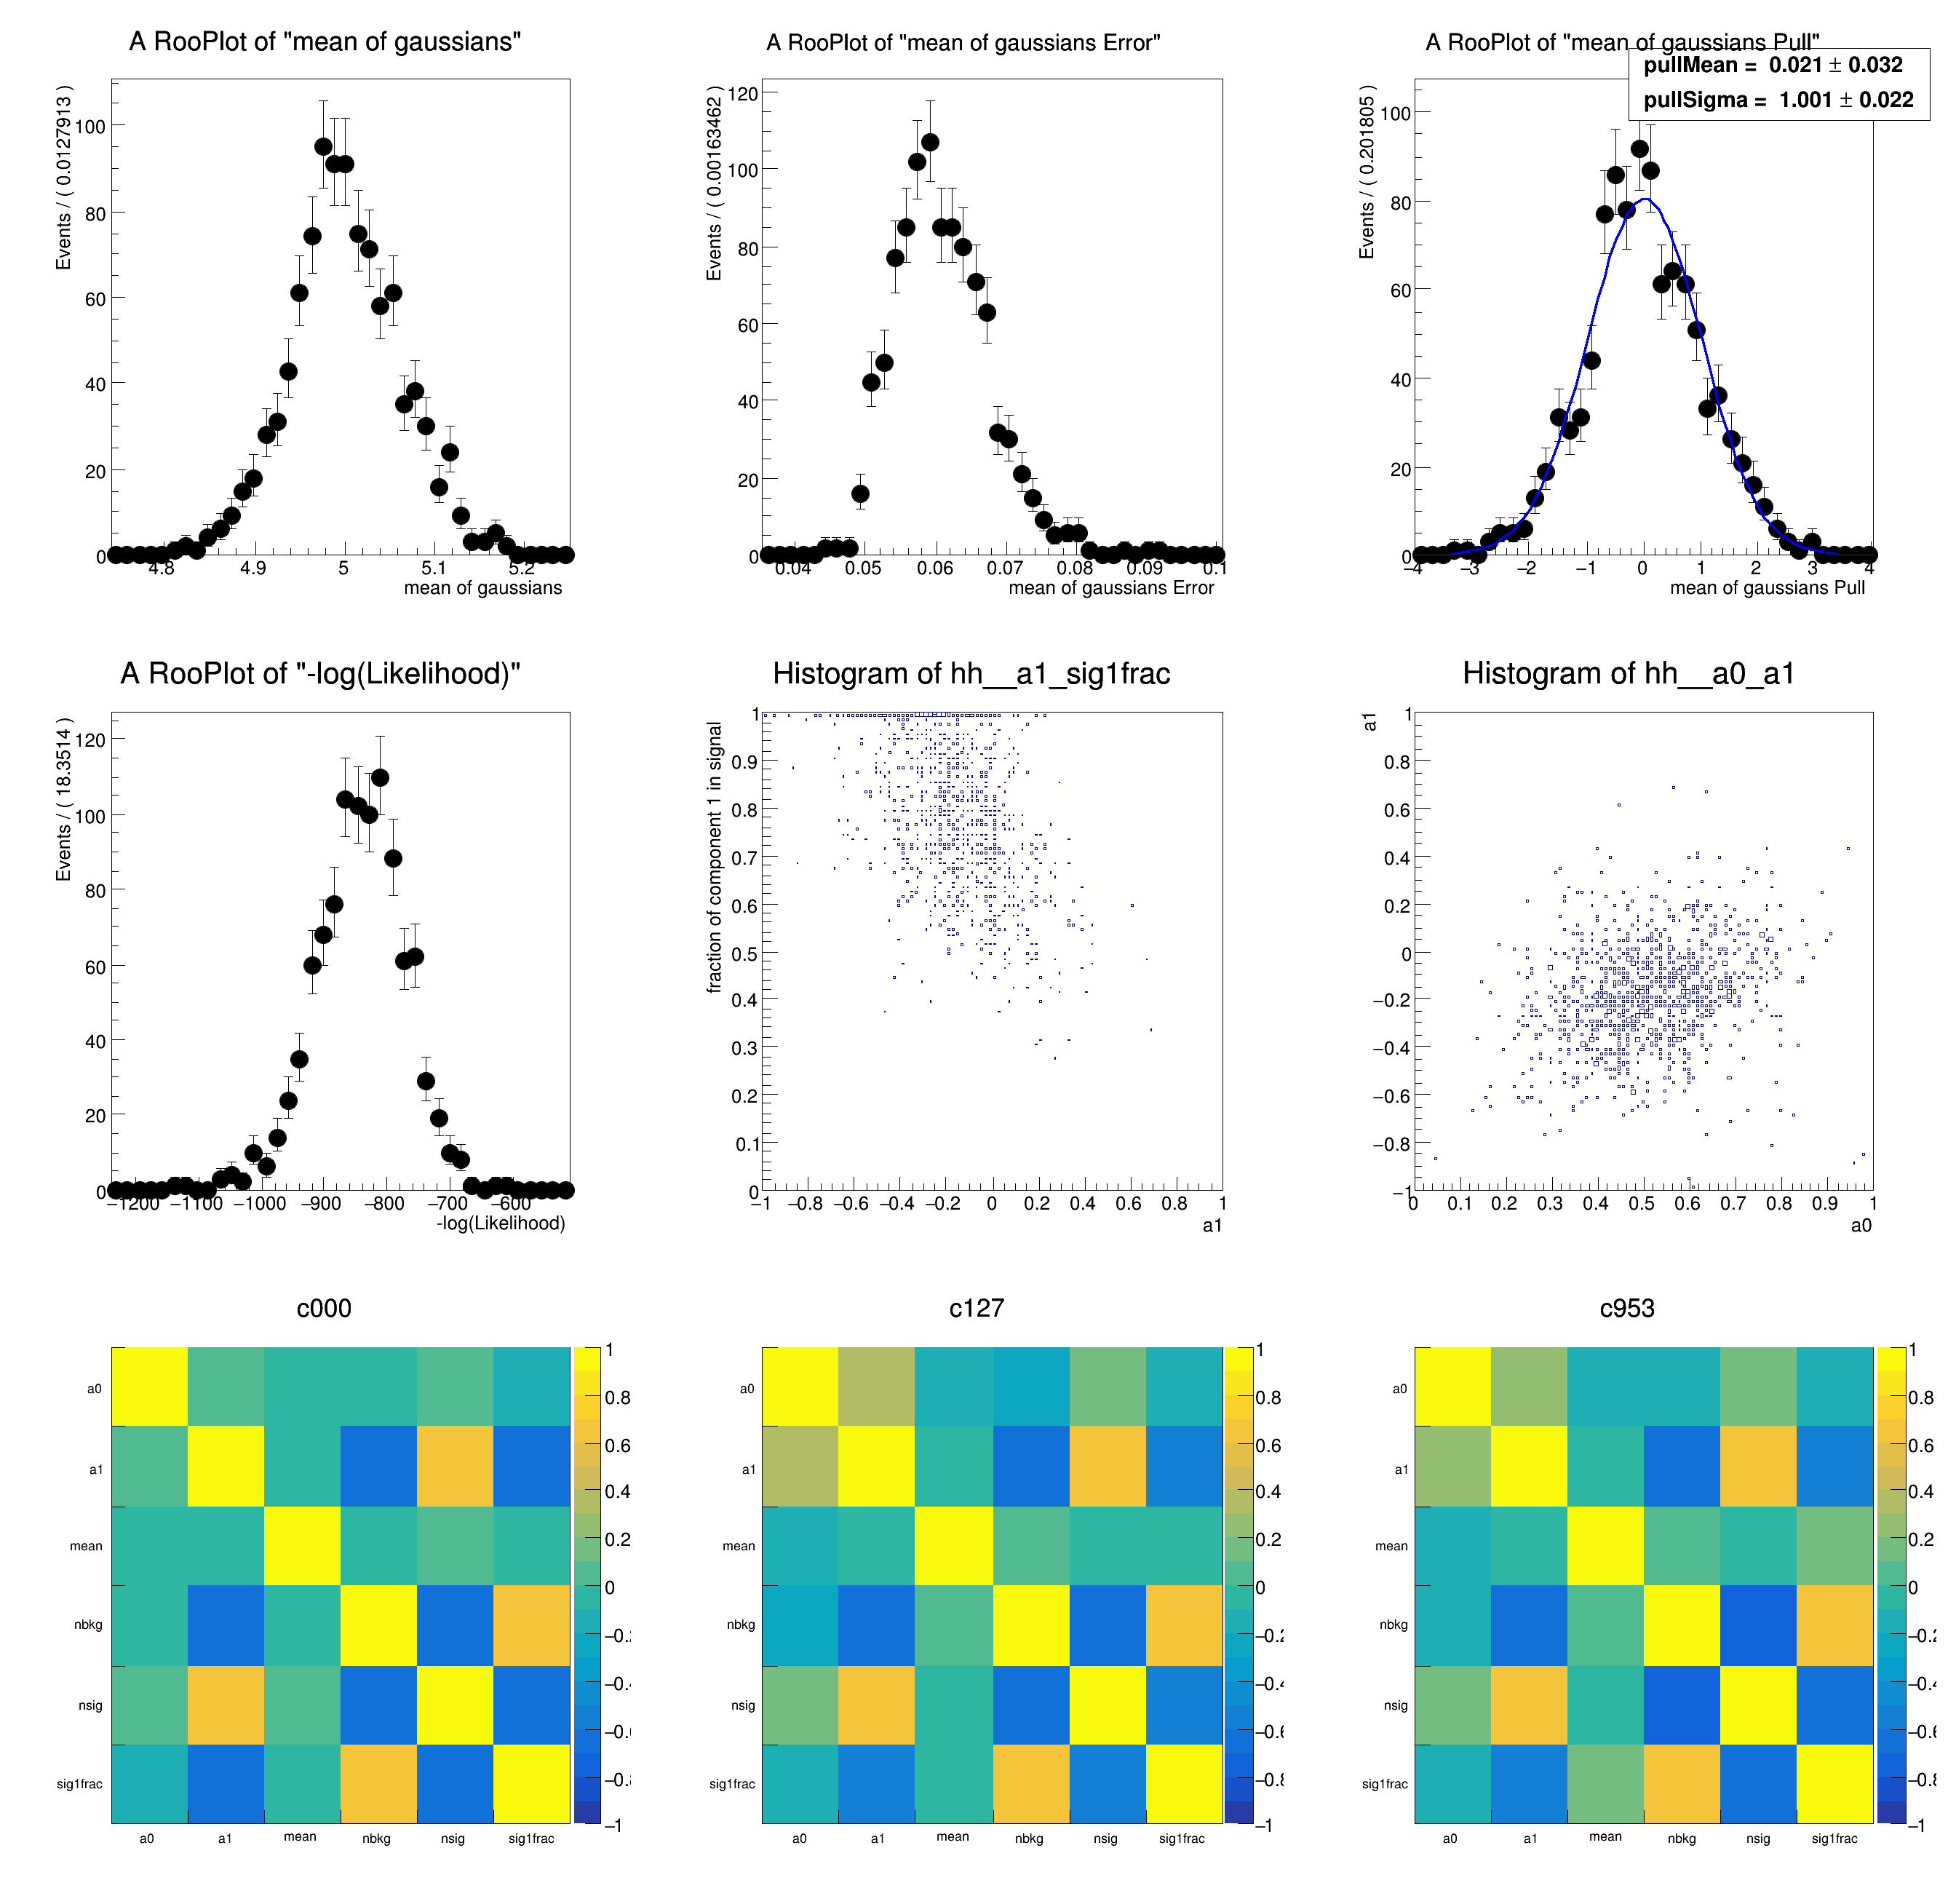 A RooPlot of "mean of gaussians"
Events / ( 0.0127913 )
100
80
60
40
20
0
4.8
4.9
5
5.1
5.2
mean of gaussians
A RooPlot of "mean of gaussians Error"
Events / ( 0.00163462 )
120
100
80
60
40
20
0
0.04
0.05
0.06
0.07
0.08
0.09
0.1
mean of gaussians Error
A RooPlot of "mean of gaussians Pull"
pullMean = 0.021 ± 0.032
pullSigma = 1.001 ± 0.022
Events / ( 0.201805 )
100
80
60
40
20
0
−4
−3
−2
−1
0
1
2
3
4
mean of gaussians Pull
A RooPlot of "-log(Likelihood)"
Events / ( 18.3514 )
120
100
80
60
40
20
0
−1200
−1100
−1000
−900
−800
−700
−600
-log(Likelihood)
Histogram of hh__a1_sig1frac
fraction of component 1 in signal
1
0.9
0.8
0.7
0.6
0.5
0.4
0.3
0.2
0.1
0
−1
−0.8
−0.6
−0.4
−0.2
0
0.2
0.4
0.6
0.8
1
a1
Histogram of hh__a0_a1
a1
1
0.8
0.6
0.4
0.2
0
−0.2
−0.4
−0.6
−0.8
−1
0
0.1
0.2
0.3
0.4
0.5
0.6
0.7
0.8
0.9
1
a0
c000
a0
a1
mean
nbkg
nsig
sig1frac
a0
a1
mean
nbkg
nsig
sig1frac
1
0.8
0.6
0.4
0.2
0
−1
c127
a0
a1
mean
nbkg
nsig
sig1frac
a0
a1
mean
nbkg
nsig
sig1frac
1
0.8
0.6
0.4
0.2
0
−1
c953
a0
a1
mean
nbkg
nsig
sig1frac
a0
a1
mean
nbkg
nsig
sig1frac
1
0.8
0.6
0.4
0.2
0
−1